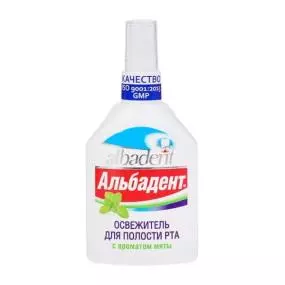 КАЧЕСТВО
ISO 9001:2015
GMP
albadent
Альбадент
ОСВЕЖИТЕЛЬ
ДЛЯ ПОЛОСТИ РТА
с ароматом мяты